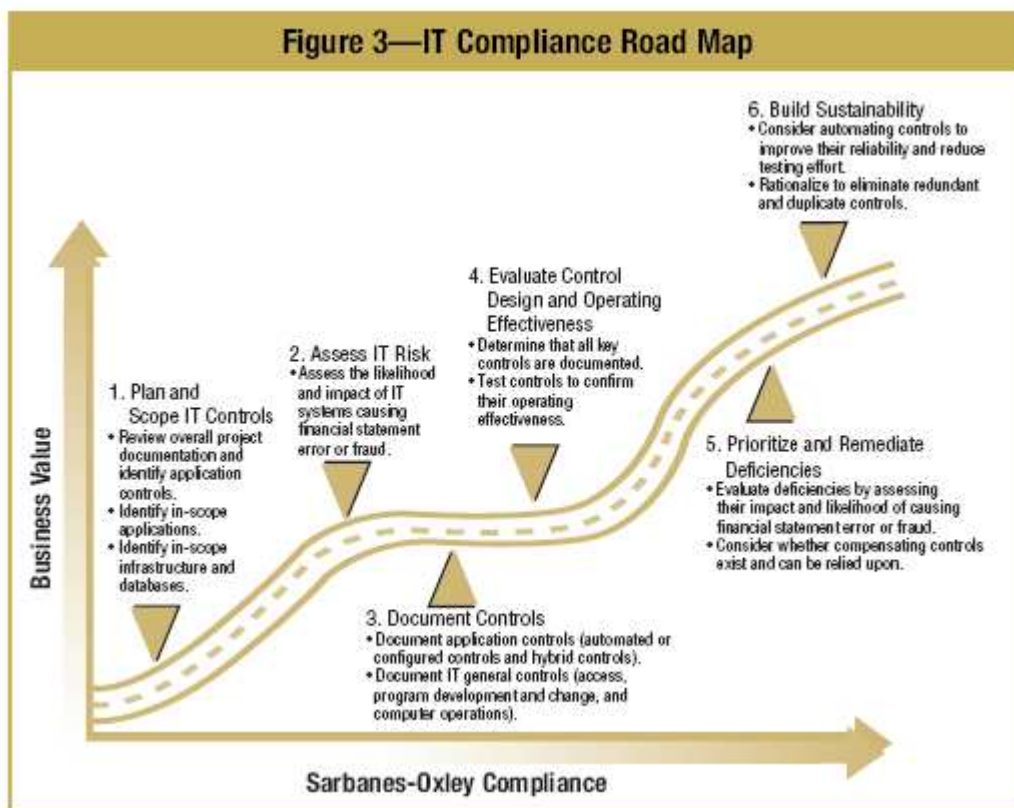 Figure 3—IT Compliance Road Map
6. Build Sustainability
• Consider automating controls to
improve their reliability and reduce
testing effort.
• Rationalize to eliminate redundant
and duplicate controls.
4. Evaluate Control
Design and Operating
Effectiveness
• Determine that all key
controls are documented.
• Test controls to confirm
their operating
effectiveness.
2. Assess IT Risk
• Assess the likelihood
and impact of IT
systems causing
financial statement
error or fraud.
1. Plan and
Scope IT Controls
• Review overall project
documentation and
identify application
controls.
• Identify in-scope
applications.
• Identify in-scope
infrastructure and
databases.
5. Prioritize and Remediate
Deficiencies
• Evaluate deficiencies by assessing
their impact and likelihood of causing
financial statement error or fraud.
• Consider whether compensating controls
exist and can be relied upon.
3. Document Controls
• Document application controls (automated or
configured controls and hybrid controls).
• Document IT general controls (access,
program development and change, and
computer operations).
Business Value
Sarbanes-Oxley Compliance